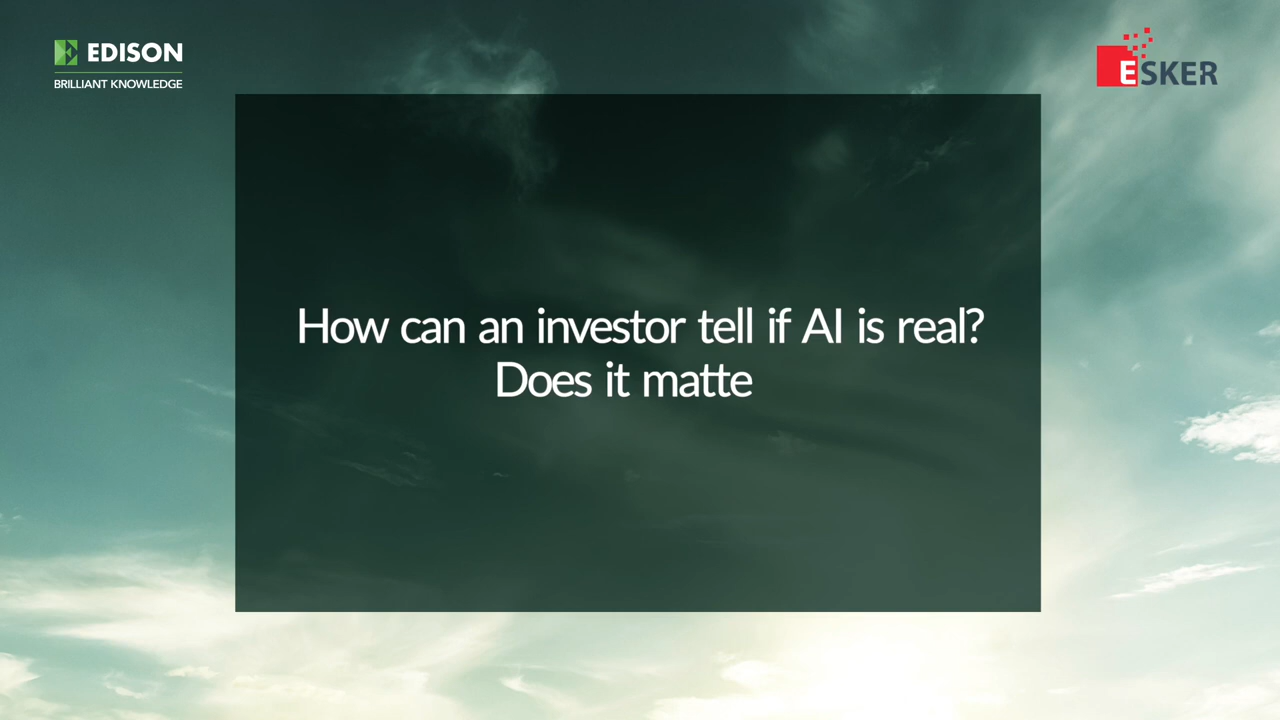 EDISON
BRILLIANT KNOWLEDGE
ESKER
How can an investor tell if AI is real?
Does it matte